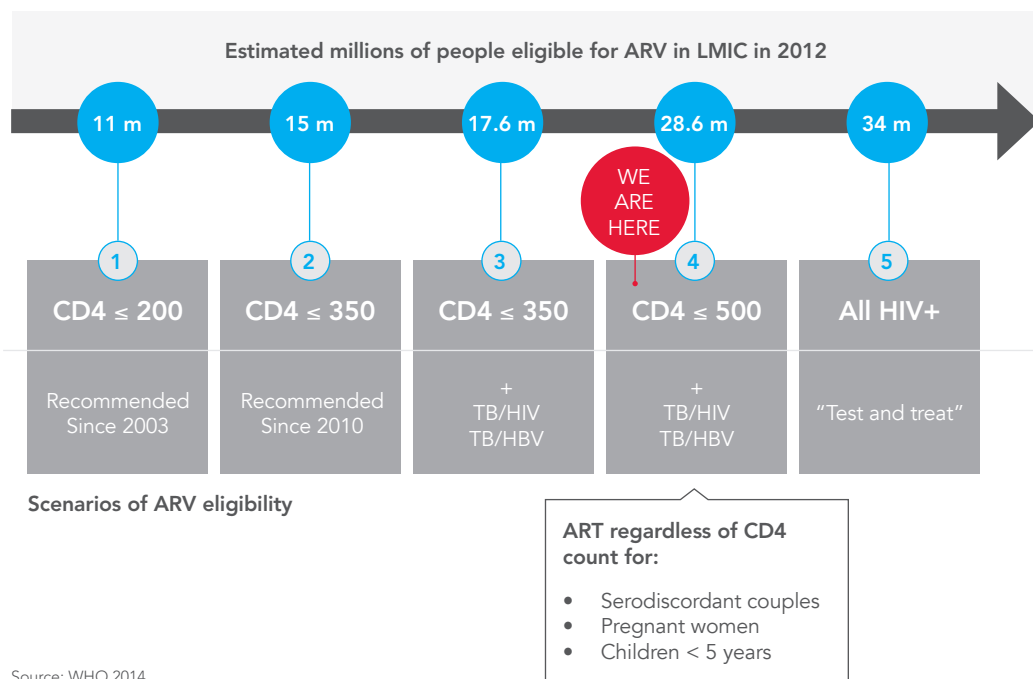 Estimated millions of people eligible for ARV in LMIC in 2012
11 m
15 m
17.6 m
28.6 m
34 m
WE
ARE
HERE
1
2
3
4
5
CD4 ≤ 200
CD4 ≤ 350
CD4 ≤ 350
CD4 ≤ 500
All HIV+
Recommended
Since 2003
Recommended
Since 2010
+
TB/HIV
TB/HBV
+
TB/HIV
TB/HBV
“Test and treat”
Scenarios of ARV eligibility
ART regardless of CD4
count for:
• Serodiscordant couples
• Pregnant women
• Children < 5 years
Source: WHO 2014